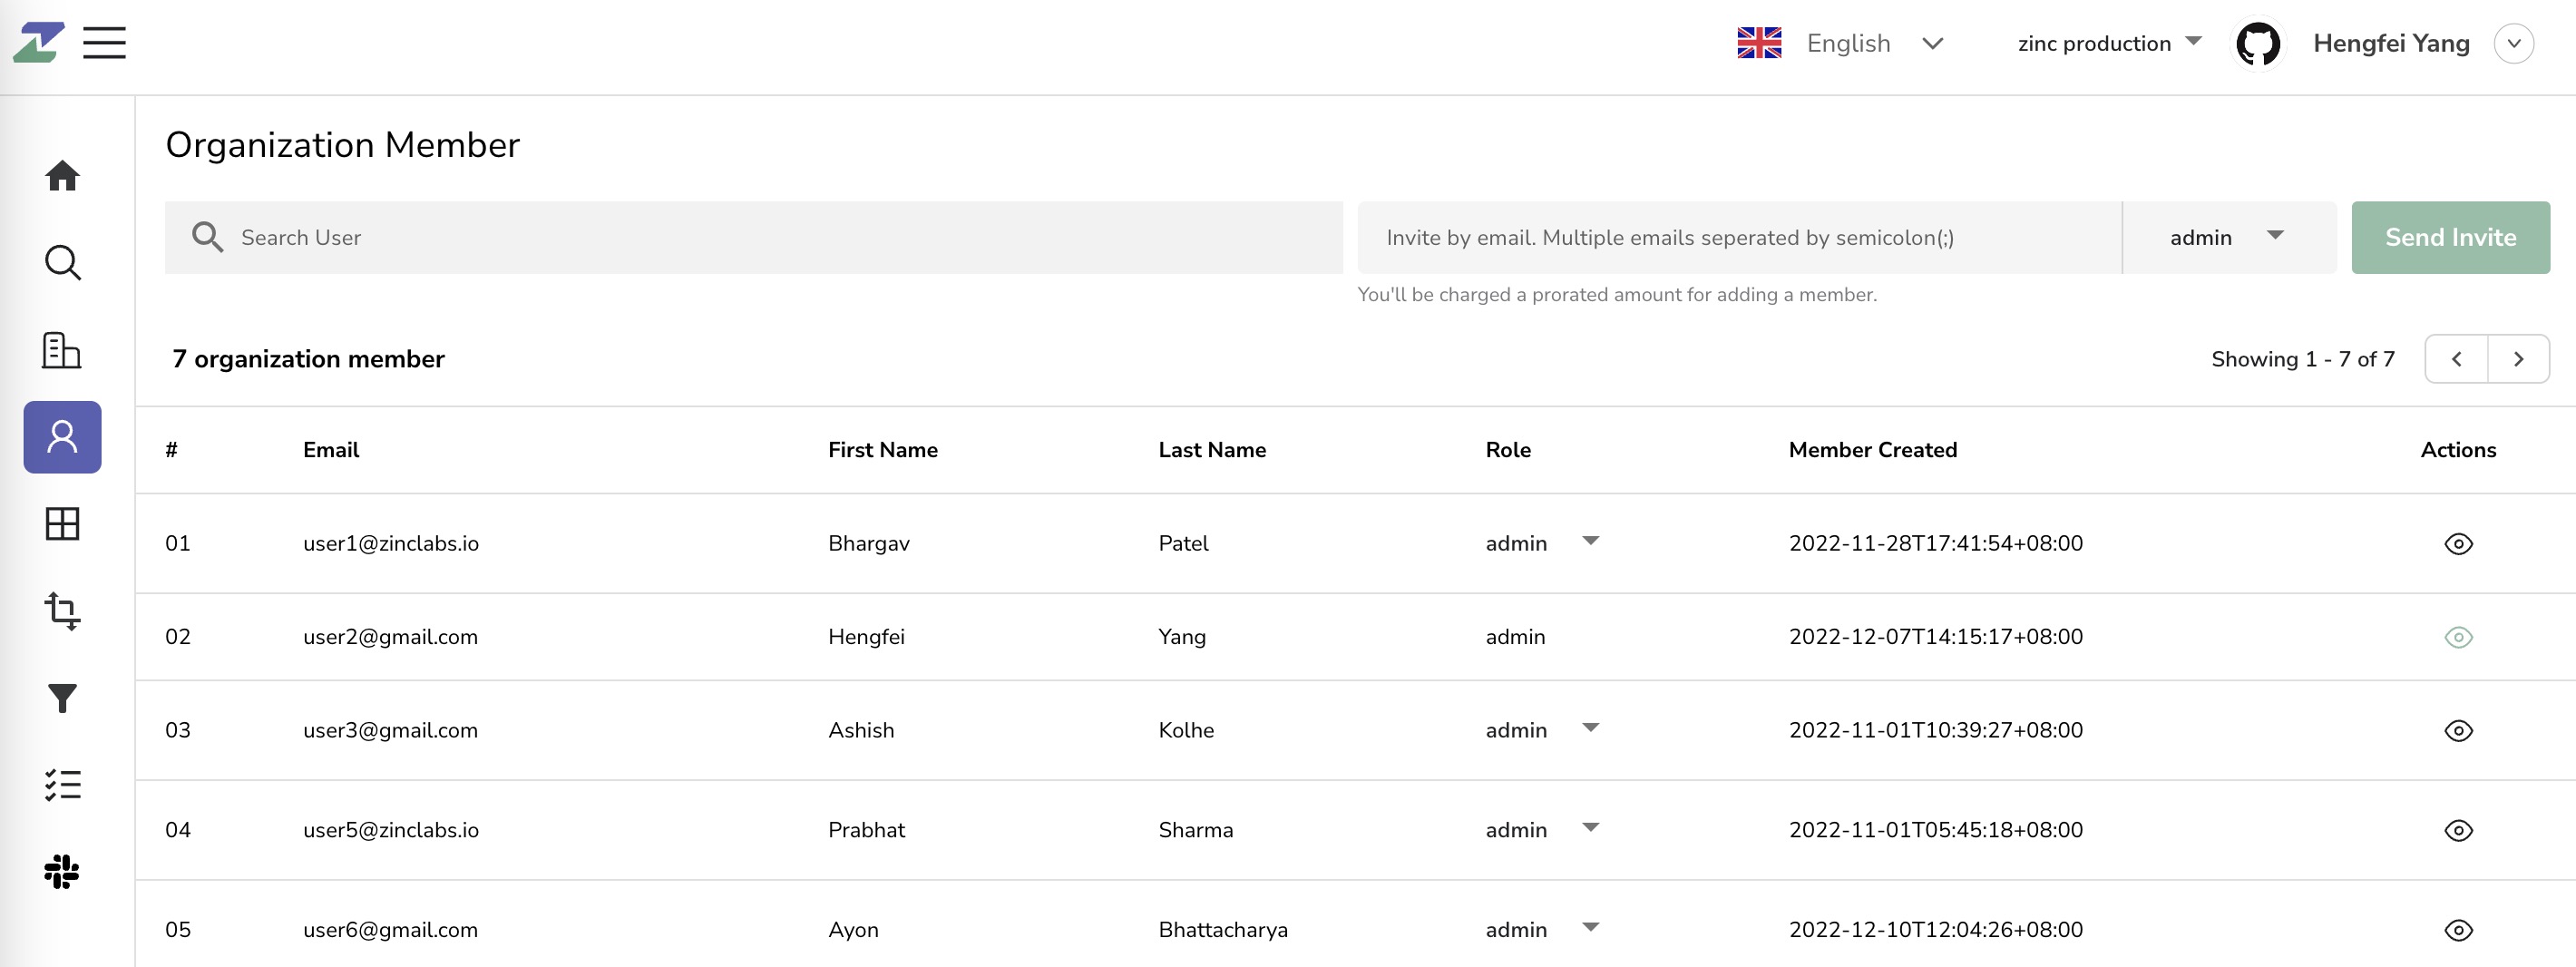 English zinc production Hengfei Yang
Organization Member
Search User Invite by email. Multiple emails seperated by semicolon(;) admin Send Invite
You'll be charged a prorated amount for adding a member.
7 organization member Showing 1 - 7 of 7
# Email First Name Last Name Role Member Created Actions
01 user1@zinclabs.io Bhargav Patel admin 2022-11-28T17:41:54+08:00
02 user2@gmail.com Hengfei Yang admin 2022-12-07T14:15:17+08:00
03 user3@gmail.com Ashish Kolhe admin 2022-11-01T10:39:27+08:00
04 user5@zinclabs.io Prabhat Sharma admin 2022-11-01T05:45:18+08:00
05 user6@gmail.com Ayon Bhattacharya admin 2022-12-10T12:04:26+08:00